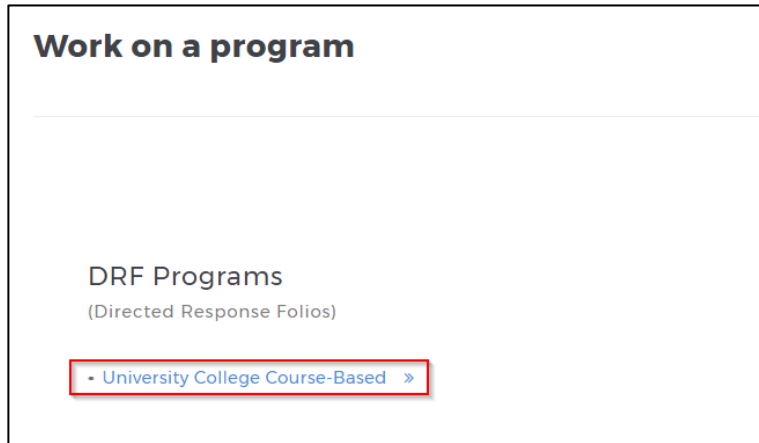 Work on a program
DRF Programs
(Directed Response Folios)
• University College Course-Based »